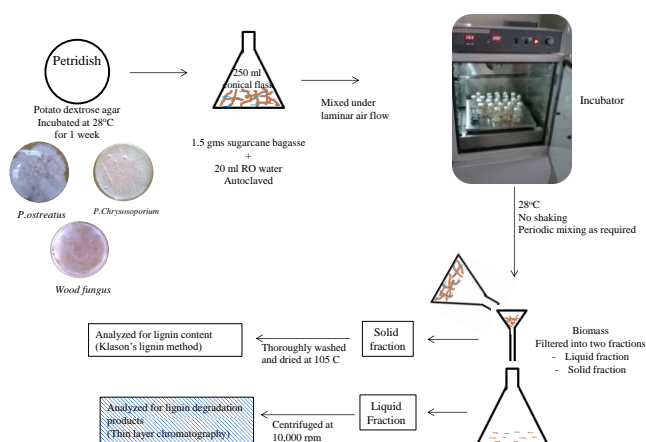 Petridish
Potato dextrose agar
Incubated at 28°C
for 1 week
P.ostreatus
P.Chrysosoporium
Wood fungus
250 ml
conical flask
1.5 gms sugarcane bagasse
+
20 ml RO water
Autoclaved
Mixed under
laminar air flow
Incubator
28°C
No shaking
Periodic mixing as required
Biomass
Filtered into two fractions
- Liquid fraction
- Solid fraction
Solid
fraction
Thoroughly washed
and dried at 105 C
Analyzed for lignin content
(Klason's lignin method)
Liquid
Fraction
Centrifuged at
10,000 rpm
Analyzed for lignin degradation
products
(Thin layer chromatography)